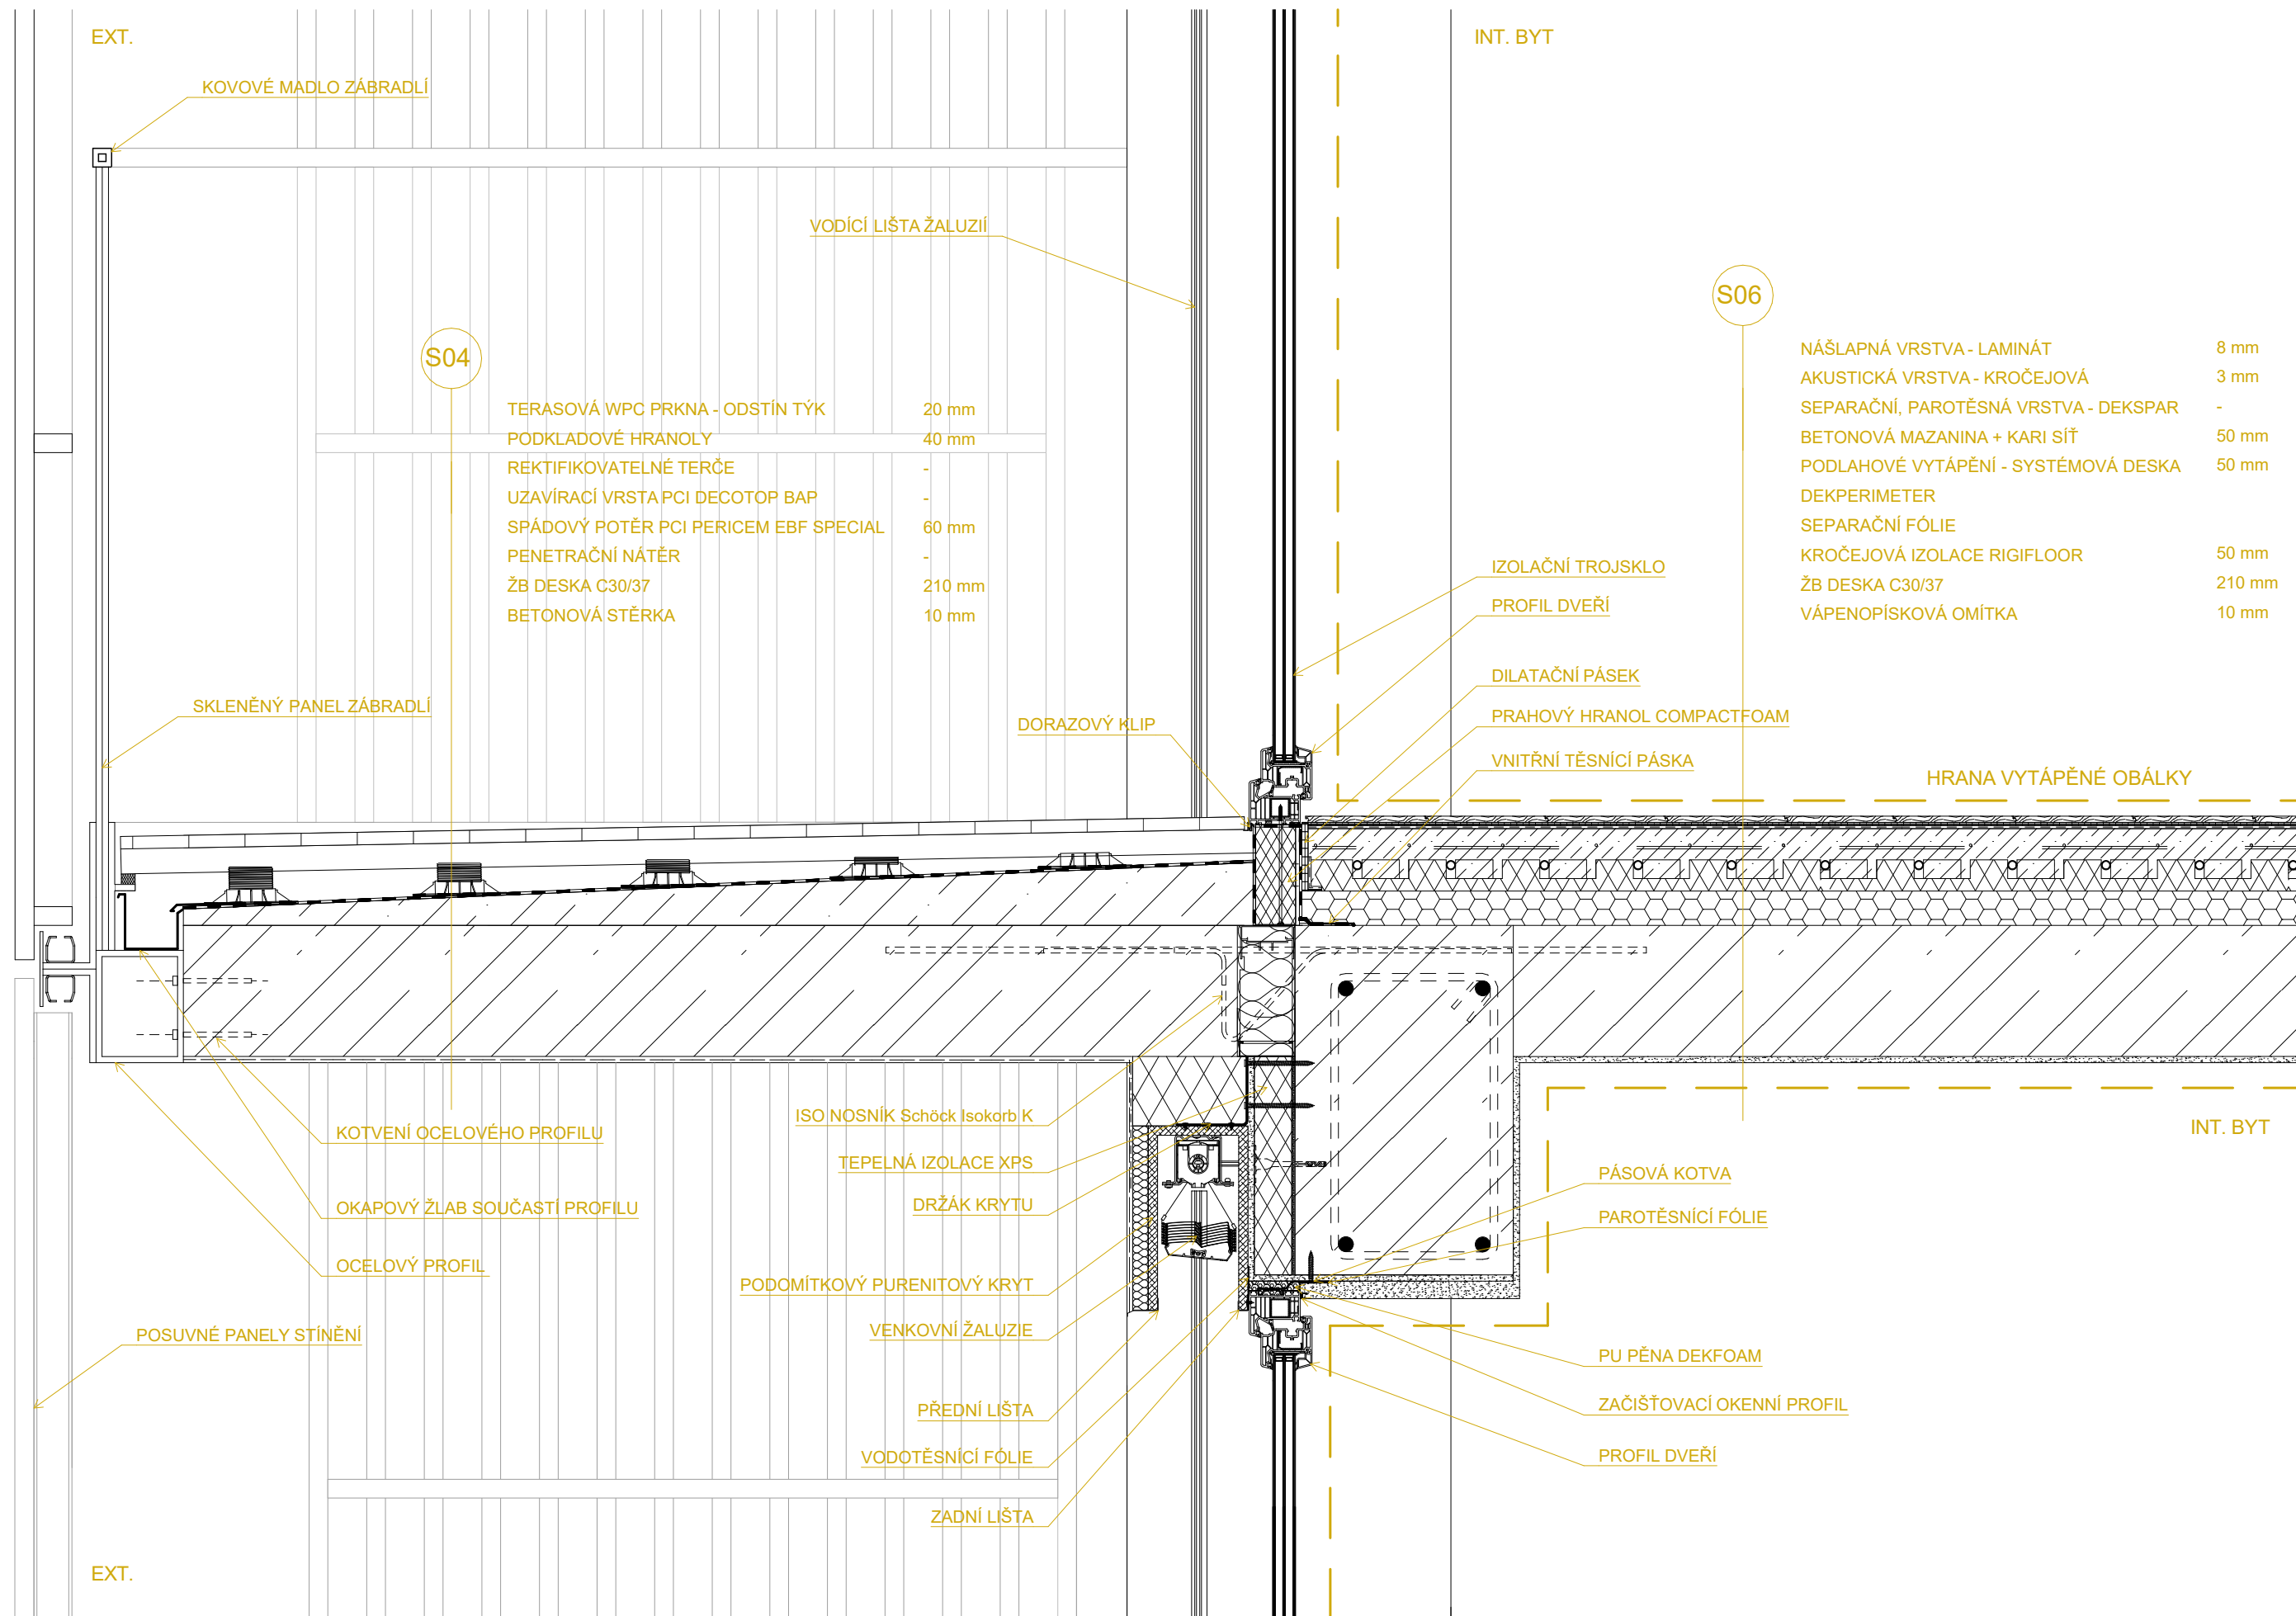 EXT.
INT. BYT
KOVOVÉ MADLO ZÁBRADLÍ
VODÍCÍ LIŠTA ŽALUZIÍ
S04
TERASOVÁ WPC PRKNA - ODSTÍN TÝK 20 mm
PODKLADOVÉ HRANOLY 40 mm
REKTIFIKOVATELNÉ TERČE -
UZAVÍRACÍ VRSTA PCI DECOTOP BAP -
SPÁDOVÝ POTĚR PCI PERICEM EBF SPECIAL 60 mm
PENETRAČNÍ NÁTĚR -
ŽB DESKA C30/37 210 mm
BETONOVÁ STĚRKA 10 mm
S06
NÁŠLAPNÁ VRSTVA - LAMINÁT 8 mm
AKUSTICKÁ VRSTVA - KROČEJOVÁ 3 mm
SEPARAČNÍ, PAROTĚSNÁ VRSTVA - DEKSPAR -
BETONOVÁ MAZANINA + KARI SÍŤ 50 mm
PODLAHOVÉ VYTÁPĚNÍ - SYSTÉMOVÁ DESKA 50 mm
DEKPERIMETER
SEPARAČNÍ FÓLIE
KROČEJOVÁ IZOLACE RIGIFLOOR 50 mm
ŽB DESKA C30/37 210 mm
VÁPENOPÍSKOVÁ OMÍTKA 10 mm
IZOLAČNÍ TROJSKLO
PROFIL DVEŘÍ
DILATAČNÍ PÁSEK
PRAHOVÝ HRANOL COMPACTFOAM
VNITŘNÍ TĚSNÍCÍ PÁSKA
SKLENĚNÝ PANEL ZÁBRADLÍ
DORAZOVÝ KLIP
HRANA VYTÁPĚNÉ OBÁLKY
INT. BYT
KOTVENÍ OCELOVÉHO PROFILU
OKAPOVÝ ŽLAB SOUČASTÍ PROFILU
OCELOVÝ PROFIL
POSUVNÉ PANELY STÍNĚNÍ
ISO NOSNÍK Schöck Isokorb K
TEPELNÁ IZOLACE XPS
DRŽÁK KRYTU
PODOMÍTKOVÝ PURENITOVÝ KRYT
VENKOVNÍ ŽALUZIE
PŘEDNÍ LIŠTA
VODOTĚSNÍCÍ FÓLIE
ZADNÍ LIŠTA
PÁSOVÁ KOTVA
PAROTĚSNÍCÍ FÓLIE
PU PĚNA DEKFOAM
ZAČIŠŤOVACÍ OKENNÍ PROFIL
PROFIL DVEŘÍ
EXT.